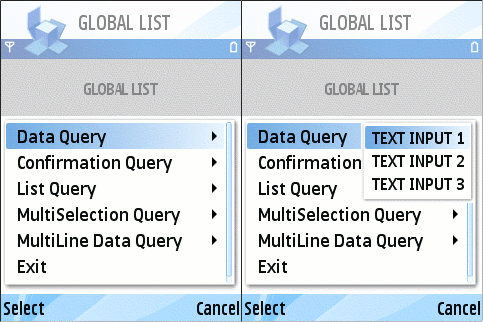 GLOBAL LIST
GLOBAL LIST
Data Query
Confirmation Query
List Query
MultiSelection Query
MultiLine Data Query
Exit
Select Cancel
GLOBAL LIST
GLOBAL LIST
Data Query
TEXT INPUT 1
TEXT INPUT 2
TEXT INPUT 3
Confirmation
List Query
MultiSelection Query
MultiLine Data Query
Exit
Select Cancel